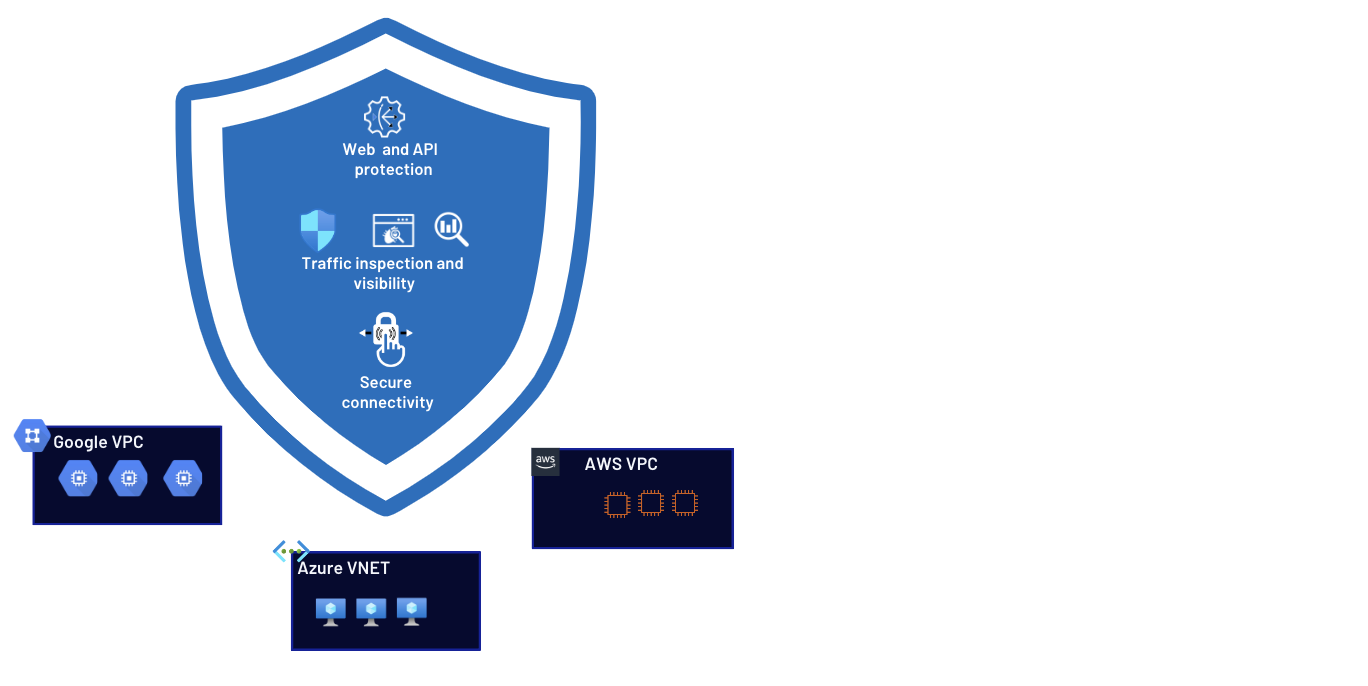 Web and API
protection
Traffic inspection and
visibility
Secure
connectivity
Google VPC
aws
AWS VPC
Azure VNET